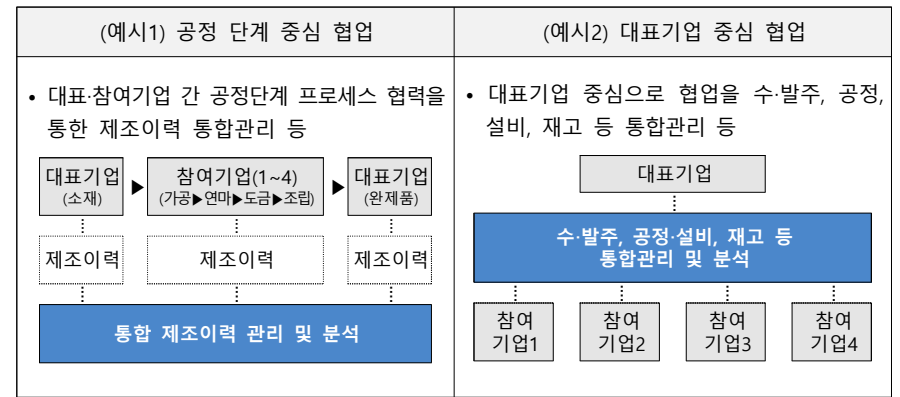 (예시1) 공정 단계 중심 협업
• 대표·참여기업 간 공정단계 프로세스 협력을
통한 제조이력 통합관리 등
대표기업 ▶ 참여기업(1~4) ▶ 대표기업
(소재) (가공▶연마▶도금▶조립) (완제품)
제조이력 제조이력 제조이력
통합 제조이력 관리 및 분석
(예시2) 대표기업 중심 협업
• 대표기업 중심으로 협업을 수·발주, 공정,
설비, 재고 등 통합관리 등
대표기업
수·발주, 공정·설비, 재고 등
통합관리 및 분석
참여 참여 참여 참여
기업1 기업2 기업3 기업4